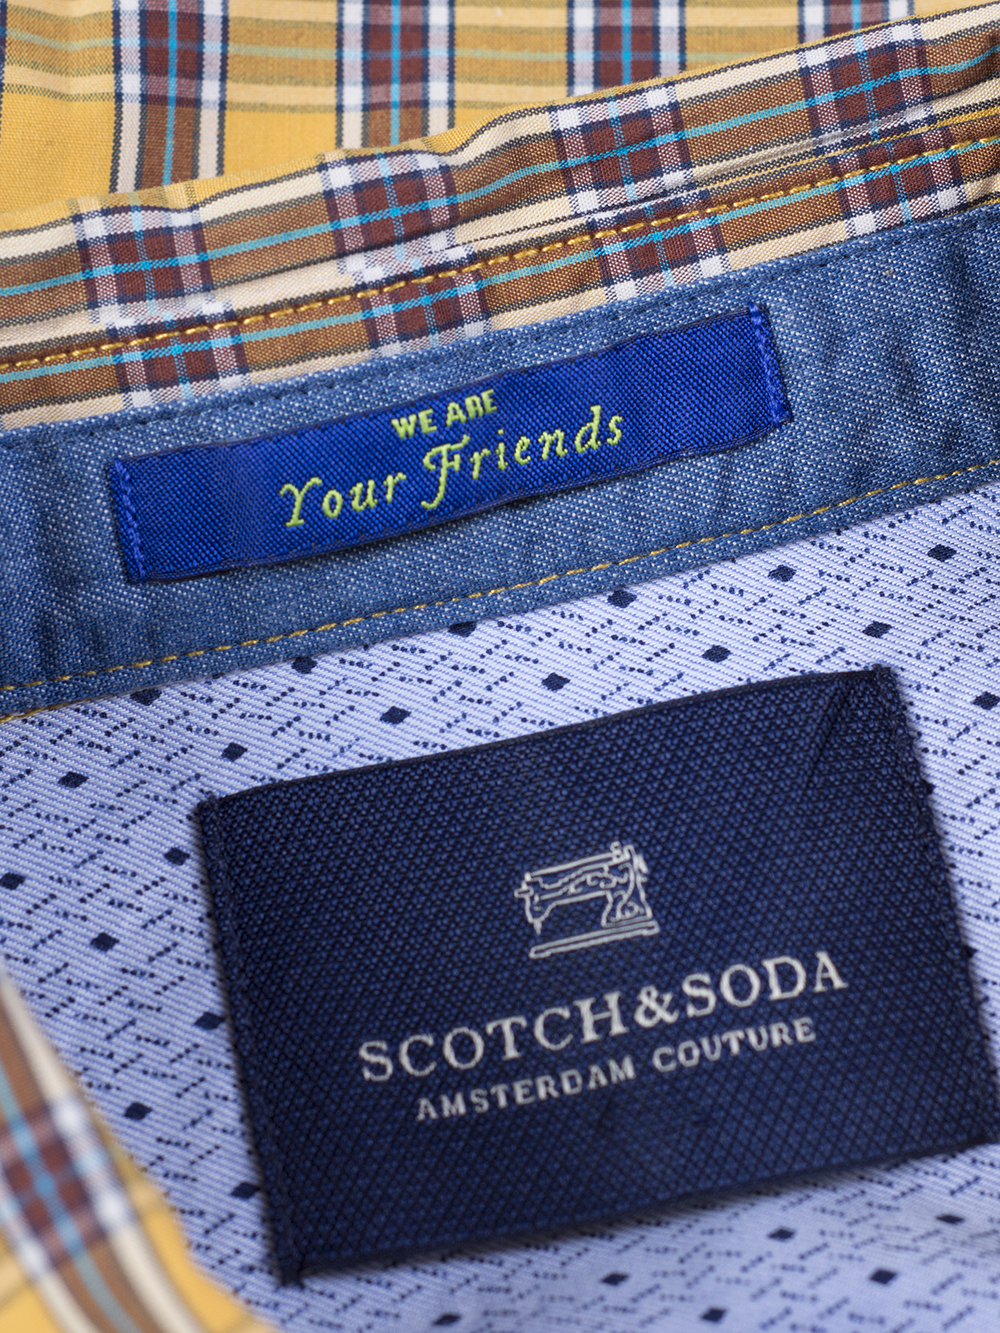 WE ARE
Your Friends
SCOTCH & SODA
AMSTERDAM COUTURE